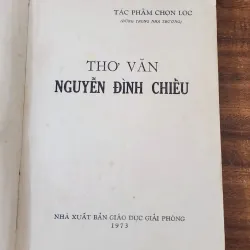 TÁC PHẨM CHỌN LỌC
(DÙNG TRONG NHÀ TRƯỜNG)
THƠ VĂN
NGUYỄN ĐÌNH CHIỂU
NHÀ XUẤT BẢN GIÁO DỤC GIẢI PHÓNG
1973